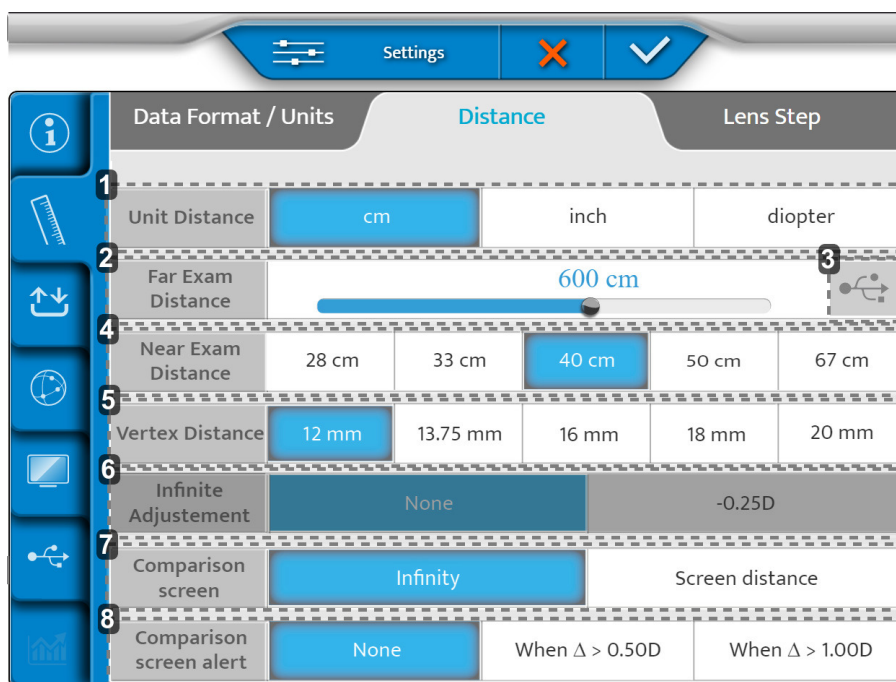 Settings
Data Format / Units Distance Lens Step
1
Unit Distance cm inch diopter
2 3
Far Exam
Distance 600 cm
4
Near Exam
Distance 28 cm 33 cm 40 cm 50 cm 67 cm
5
Vertex Distance 12 mm 13.75 mm 16 mm 18 mm 20 mm
6
Infinite
Adjustement None -0.25D
7
Comparison
screen Infinity Screen distance
8
Comparison
screen alert None When Δ > 0.50D When Δ > 1.00D